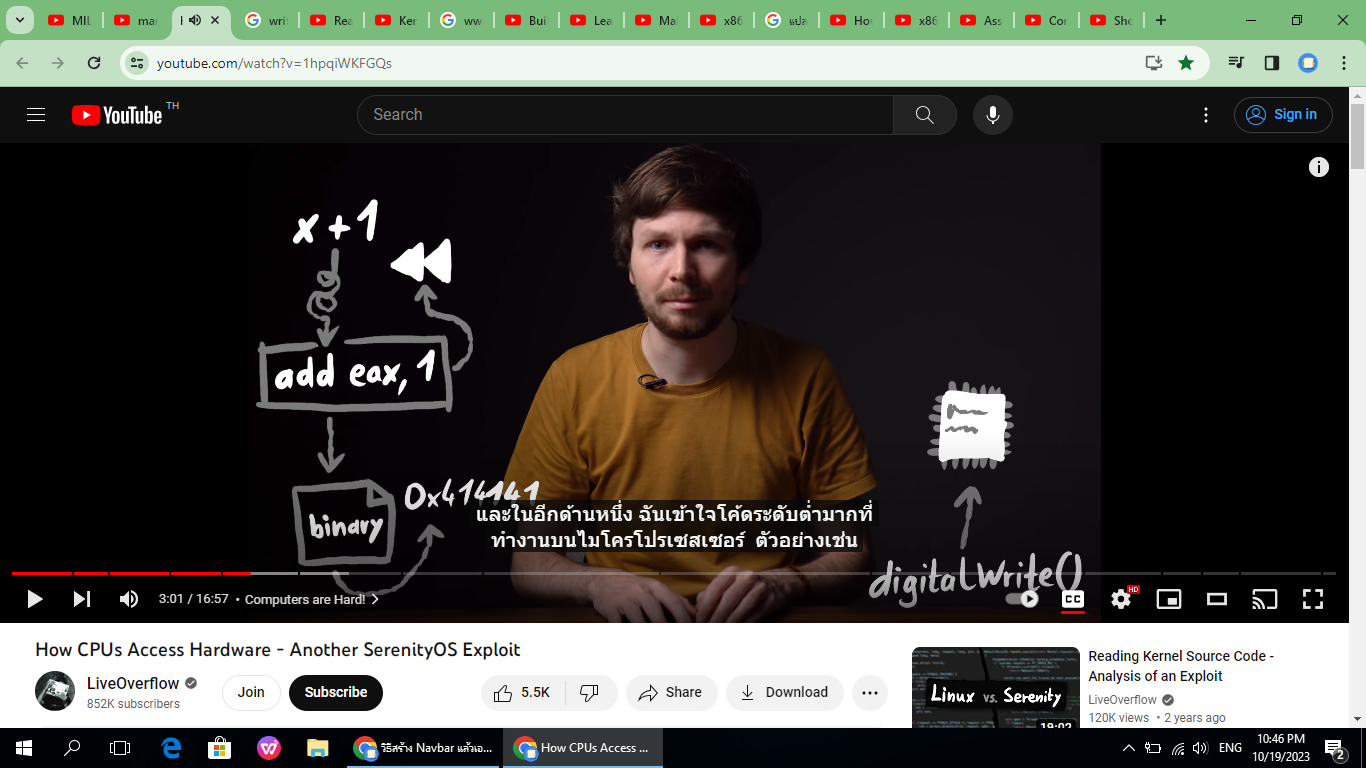 MIL
mar
writ
Rea
Ker
ww
Bui
Lea
Mal
x86
แปล
How
x86
Ass
Cor
Sho
youtube.com/watch?v=1hpqiWKFGQs
YouTube TH
Search
Sign in
x+1
add eax, 1
binary
0x414141
digitalWrite()
และในอีกด้านหนึ่ง ฉันเข้าใจโค้ดระดับต่ำมากที่
ทำงานบนไมโครโปรเซสเซอร์ ตัวอย่างเช่น
3:01 / 16:57 • Computers are Hard!
CC
HD
How CPUs Access Hardware - Another SerenityOS Exploit
LiveOverflow
852K subscribers
Join
Subscribe
5.5K
Share
Download
Linux vs. Serenity
19:02
Reading Kernel Source Code -
Analysis of an Exploit
LiveOverflow
120K views • 2 years ago
วิธีสร้าง Navbar แล้วเอ...
How CPUs Access ...
ENG
10:46 PM
10/19/2023
2